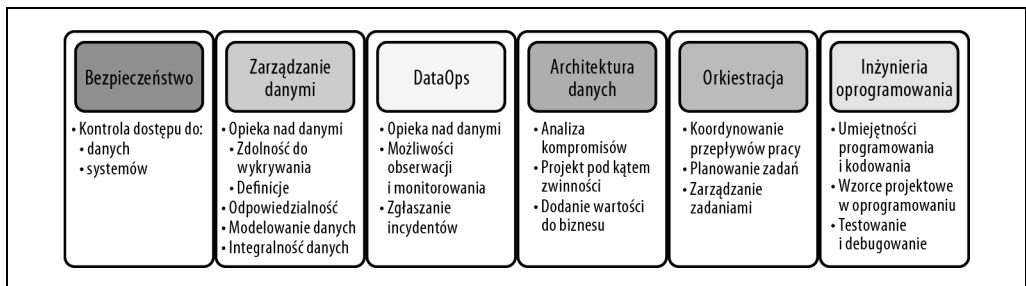 Bezpieczeństwo
• Kontrola dostępu do:
• danych
• systemów
Zarządzanie
danymi
• Opieka nad danymi
• Zdolność do
wykrywania
• Definicje
• Odpowiedzialność
• Modelowanie danych
• Integralność danych
DataOps
• Opieka nad danymi
• Możliwości
obserwacji
i monitorowania
• Zgłaszanie
incydentów
Architektura
danych
• Analiza
kompromisów
• Projekt pod kątem
zwinności
• Dodanie wartości
do biznesu
Orkiestracja
• Koordynowanie
przepływów pracy
• Planowanie zadań
• Zarządzanie
zadaniami
Inżynieria
oprogramowania
• Umiejętności
programowania
i kodowania
• Wzorce projektowe
w oprogramowaniu
• Testowanie
i debugowanie